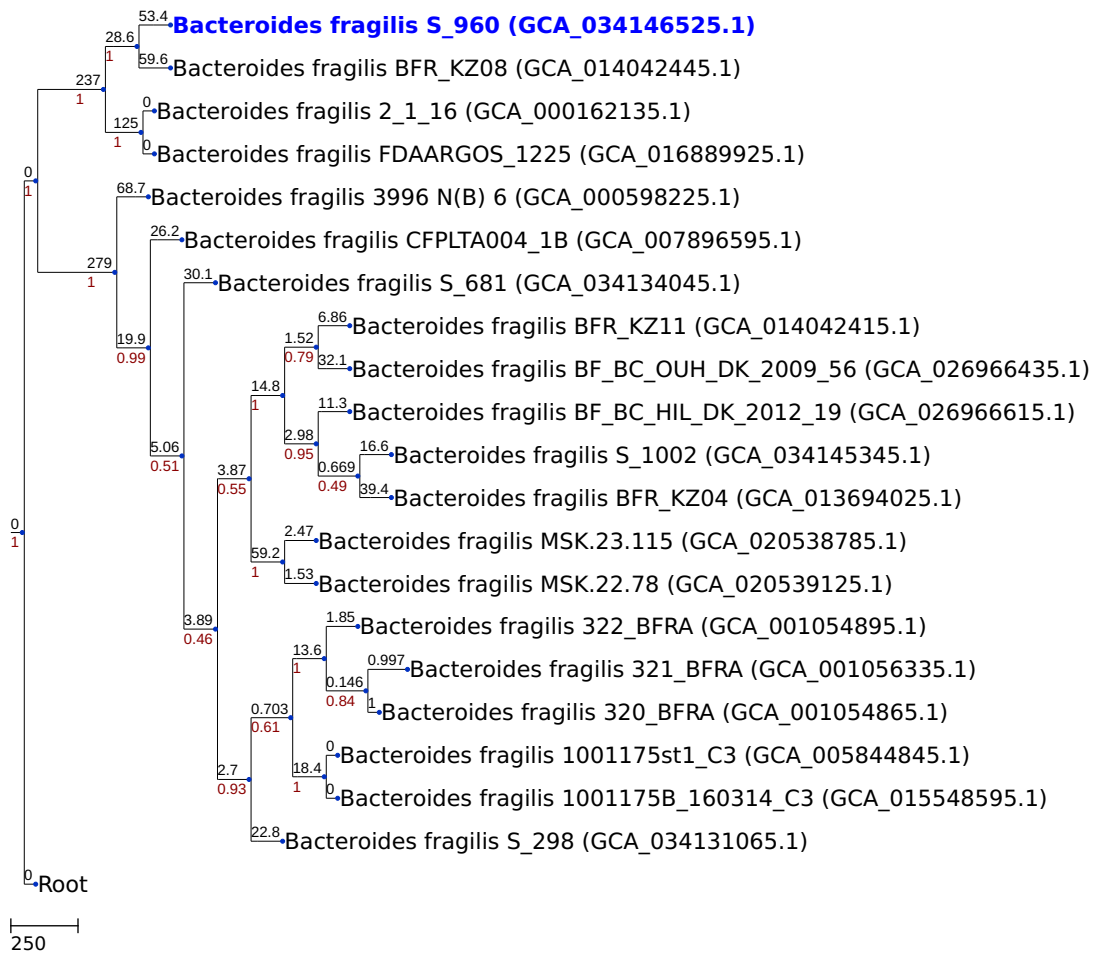 53.4
Bacteroides fragilis S_960 (GCA_034146525.1)
28.6
1
59.6
Bacteroides fragilis BFR_KZ08 (GCA_014042445.1)
237
1
0
Bacteroides fragilis 2_1_16 (GCA_000162135.1)
125
1
0
Bacteroides fragilis FDAARGOS_1225 (GCA_016889925.1)
0
1
68.7
Bacteroides fragilis 3996 N(B) 6 (GCA_000598225.1)
26.2
Bacteroides fragilis CFPLTA004_1B (GCA_007896595.1)
279
1
30.1
Bacteroides fragilis S_681 (GCA_034134045.1)
6.86
Bacteroides fragilis BFR_KZ11 (GCA_014042415.1)
19.9
0.99
1.52
0.79
32.1
Bacteroides fragilis BF_BC_OUH_DK_2009_56 (GCA_026966435.1)
14.8
1
11.3
Bacteroides fragilis BF_BC_HIL_DK_2012_19 (GCA_026966615.1)
2.98
0.95
5.06
0.51
16.6
Bacteroides fragilis S_1002 (GCA_034145345.1)
3.87
0.55
0.669
0.49
39.4
Bacteroides fragilis BFR_KZ04 (GCA_013694025.1)
0
1
2.47
Bacteroides fragilis MSK.23.115 (GCA_020538785.1)
59.2
1
1.53
Bacteroides fragilis MSK.22.78 (GCA_020539125.1)
3.89
0.46
1.85
Bacteroides fragilis 322_BFRA (GCA_001054895.1)
13.6
1
0.997
Bacteroides fragilis 321_BFRA (GCA_001056335.1)
0.146
0.84
1
Bacteroides fragilis 320_BFRA (GCA_001054865.1)
0.703
0.61
0
Bacteroides fragilis 1001175st1_C3 (GCA_005844845.1)
2.7
0.93
18.4
1
0
Bacteroides fragilis 1001175B_160314_C3 (GCA_015548595.1)
22.8
Bacteroides fragilis S_298 (GCA_034131065.1)
0
Root
250